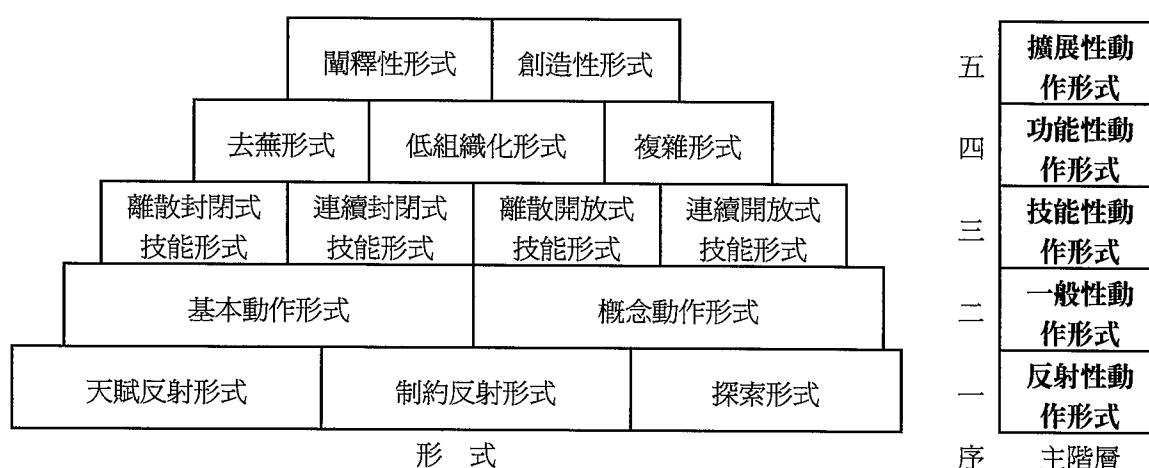 闡釋性形式 創造性形式 五 擴展性動
作形式
去蕪形式 低組織化形式 複雜形式 四 功能性動
作形式
離散封閉式 連續封閉式 離散開放式 連續開放式 三 技能性動
技能形式 技能形式 技能形式 技能形式 作形式
基本動作形式 概念動作形式 二 一般性動
作形式
天賦反射形式 制約反射形式 探索形式 一 反射性動
作形式
形 式 序 主階層